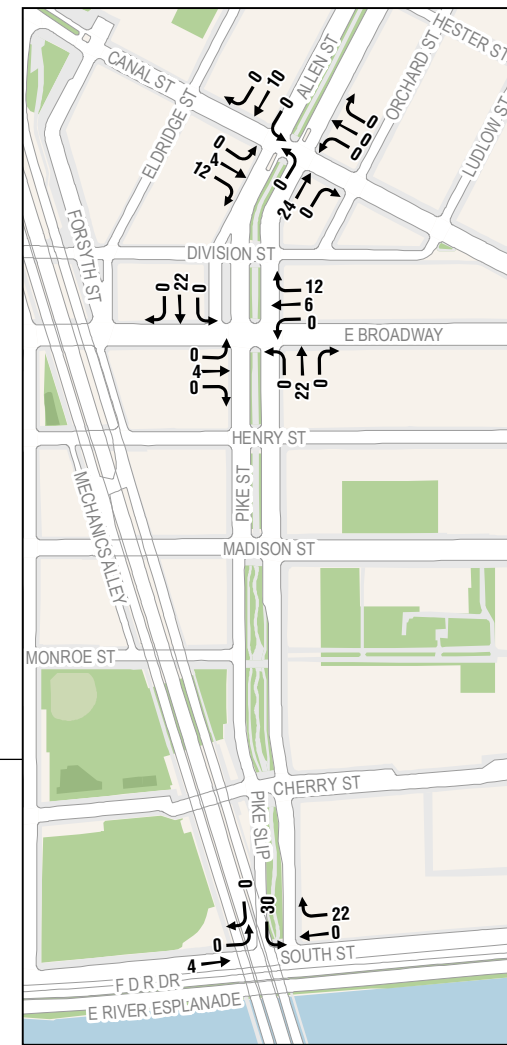 HESTER ST
CANAL ST
ALLEN ST
ORCHARD ST
ELDRIDGE ST
LUDLOW ST
0
10
0
0
0
0
0
4
12
0
24
0
FORSYTH ST
DIVISION ST
0
22
0
12
6
0
E BROADWAY
0
4
0
0
22
0
HENRY ST
PIKE ST
MECHANICS ALLEY
MADISON ST
MONROE ST
CHERRY ST
PIKE SLIP
0
30
22
0
0
4
SOUTH ST
F D R DR
E RIVER ESPLANADE